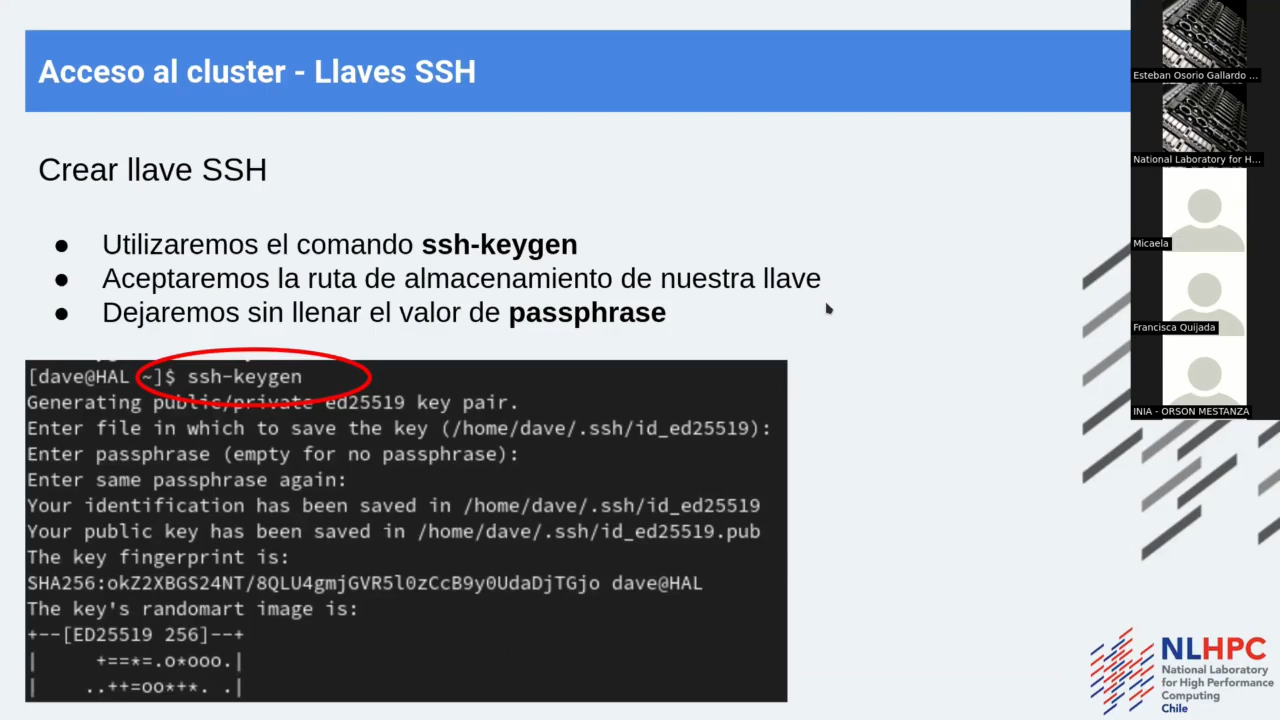 Acceso al cluster - Llaves SSH
Crear llave SSH
● Utilizaremos el comando ssh-keygen
● Aceptaremos la ruta de almacenamiento de nuestra llave
● Dejaremos sin llenar el valor de passphrase
[dave@HAL ~]$ ssh-keygen
Generating public/private ed25519 key pair.
Enter file in which to save the key (/home/dave/.ssh/id_ed25519):
Enter passphrase (empty for no passphrase):
Enter same passphrase again:
Your identification has been saved in /home/dave/.ssh/id_ed25519
Your public key has been saved in /home/dave/.ssh/id_ed25519.pub
The key fingerprint is:
SHA256:okZ2XBGS24NT/8QLU4gmjGVR5l0zCcB9y0UdaDjTGjo dave@HAL
The key's randomart image is:
+--[ED25519 256]--+
|      +==*=.o*ooo.|
|     ..++=oo*+*. .|
Esteban Osorio Gallardo ...
National Laboratory for H...
Micaela
Francisca Quijada
INIA - ORSON MESTANZA
NLHPC
National Laboratory
for High Performance
Computing
Chile